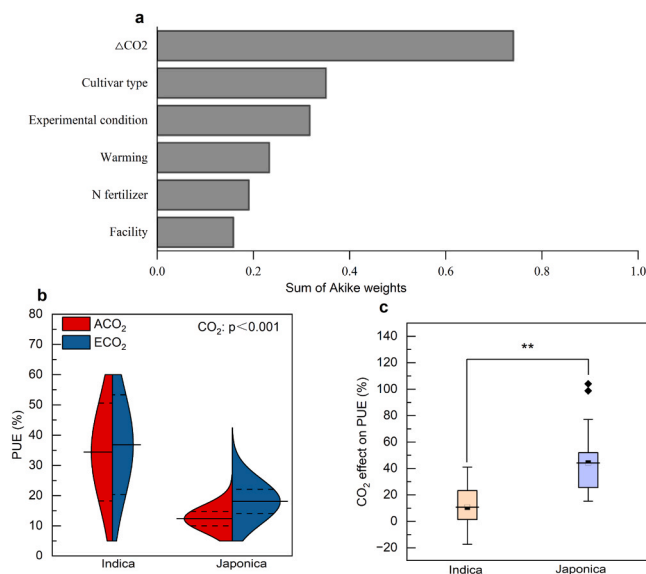 a
△CO2
Cultivar type
Experimental condition
Warming
N fertilizer
Facility
0.0 0.2 0.4 0.6 0.8 1.0
Sum of Akike weights
b
80
70
60
50
40
30
20
10
0
PUE (%)
ACO₂
ECO₂
CO₂: p<0.001
Indica Japonica
c
140
120
100
80
60
40
20
0
−20
CO₂ effect on PUE (%)
**
Indica Japonica